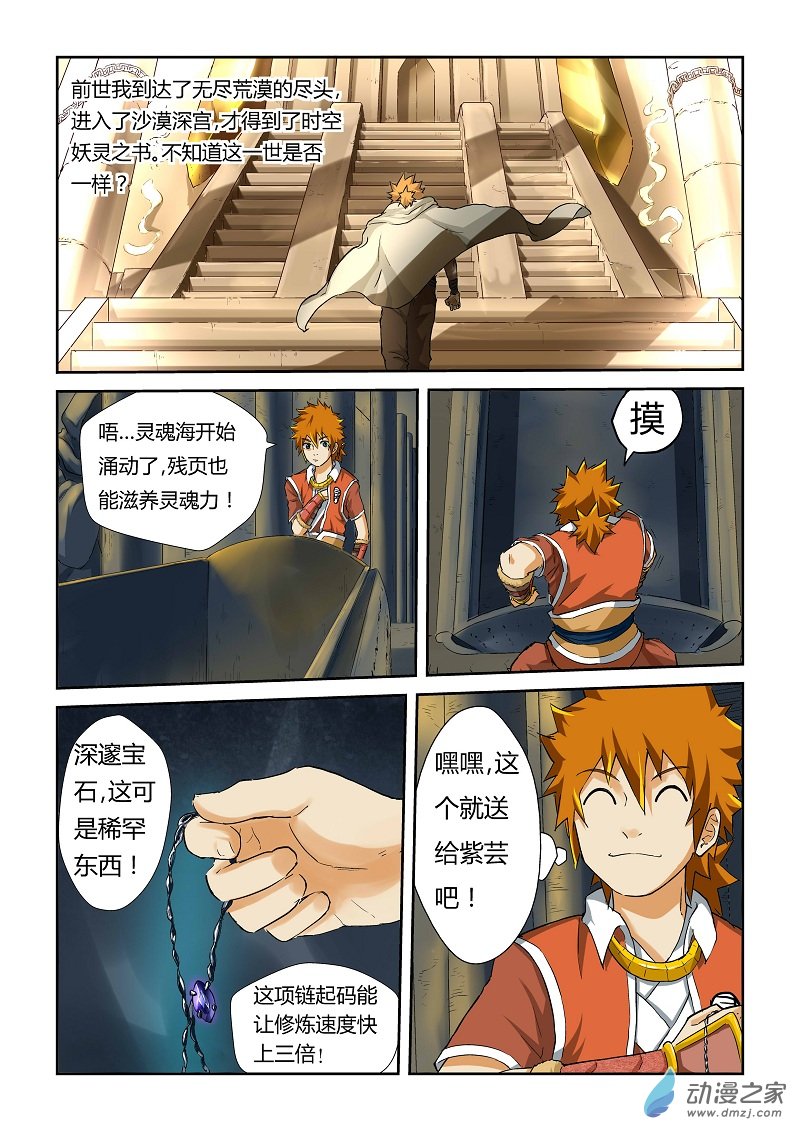 前世我到达了无尽荒漠的尽头,
进入了沙漠深宫,才得到了时空
妖灵之书。不知道这一世是否
一样？
唔…灵魂海开始
涌动了,残页也
能滋养灵魂力！
摸
深邃宝
石,这可
是稀罕
东西！
这项链起码能
让修炼速度快
上三倍！
嘿嘿,这
个就送
给紫芸
吧！
动漫之家
www.dmzj.com